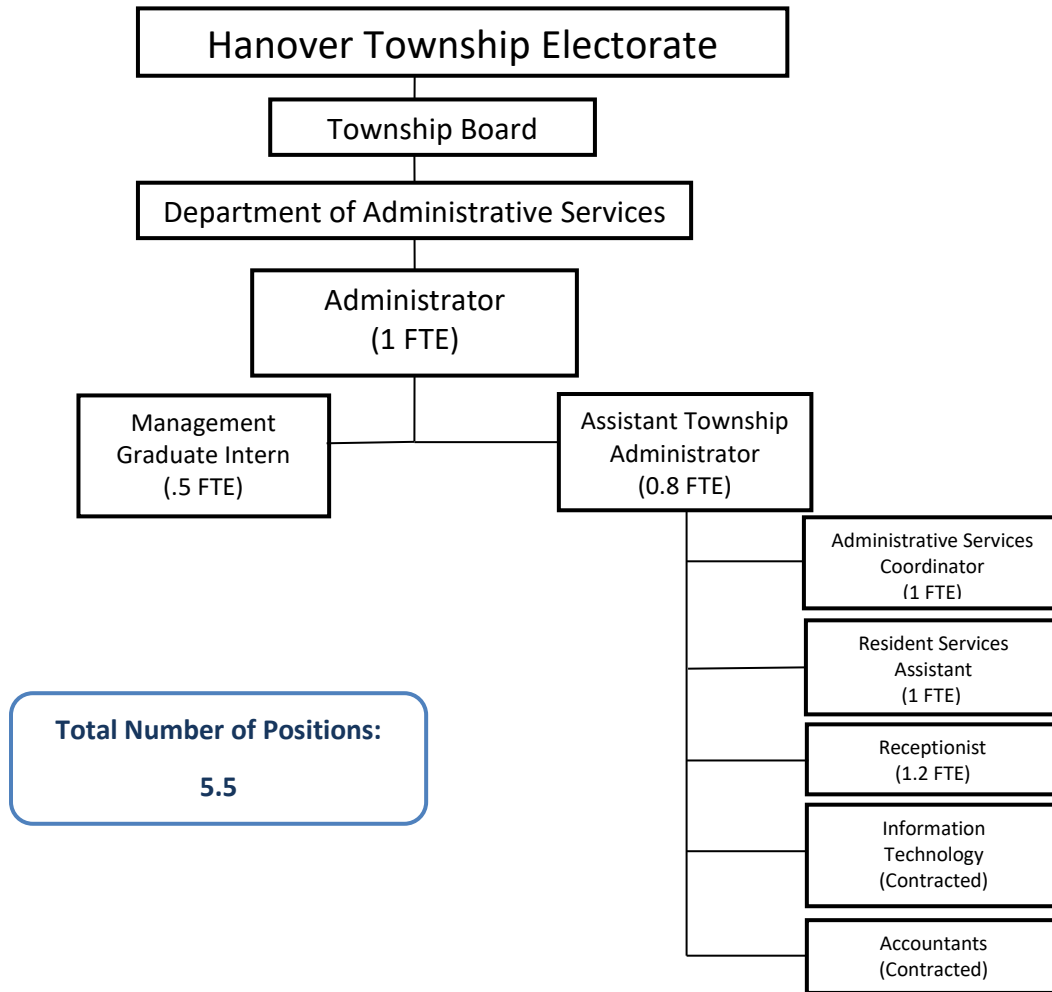 Hanover Township Electorate
Township Board
Department of Administrative Services
Administrator
(1 FTE)
Management
Graduate Intern
(.5 FTE)
Assistant Township
Administrator
(0.8 FTE)
Administrative Services
Coordinator
(1 FTE)
Resident Services
Assistant
(1 FTE)
Receptionist
(1.2 FTE)
Information
Technology
(Contracted)
Accountants
(Contracted)
Total Number of Positions:
5.5